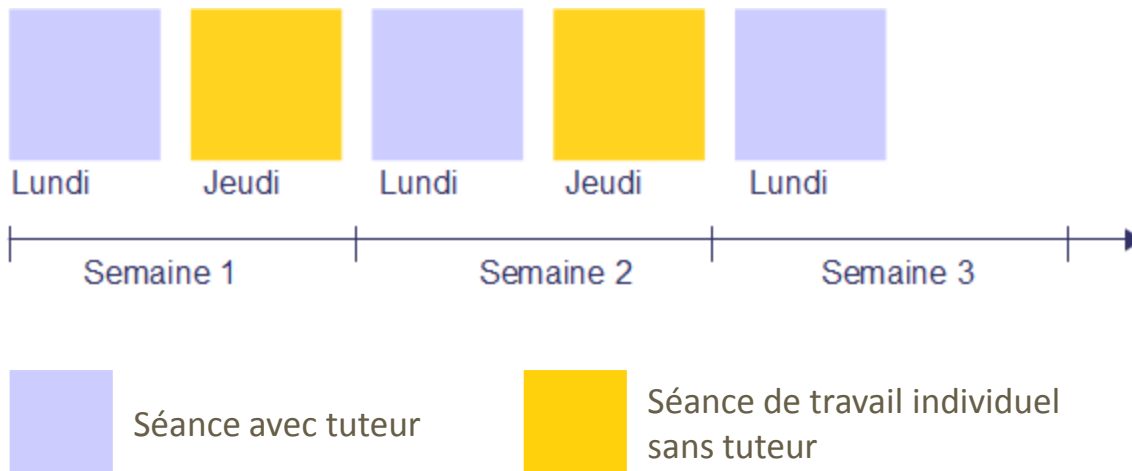 Lundi Jeudi Lundi Jeudi Lundi
Semaine 1 Semaine 2 Semaine 3
Séance avec tuteur
Séance de travail individuel
sans tuteur